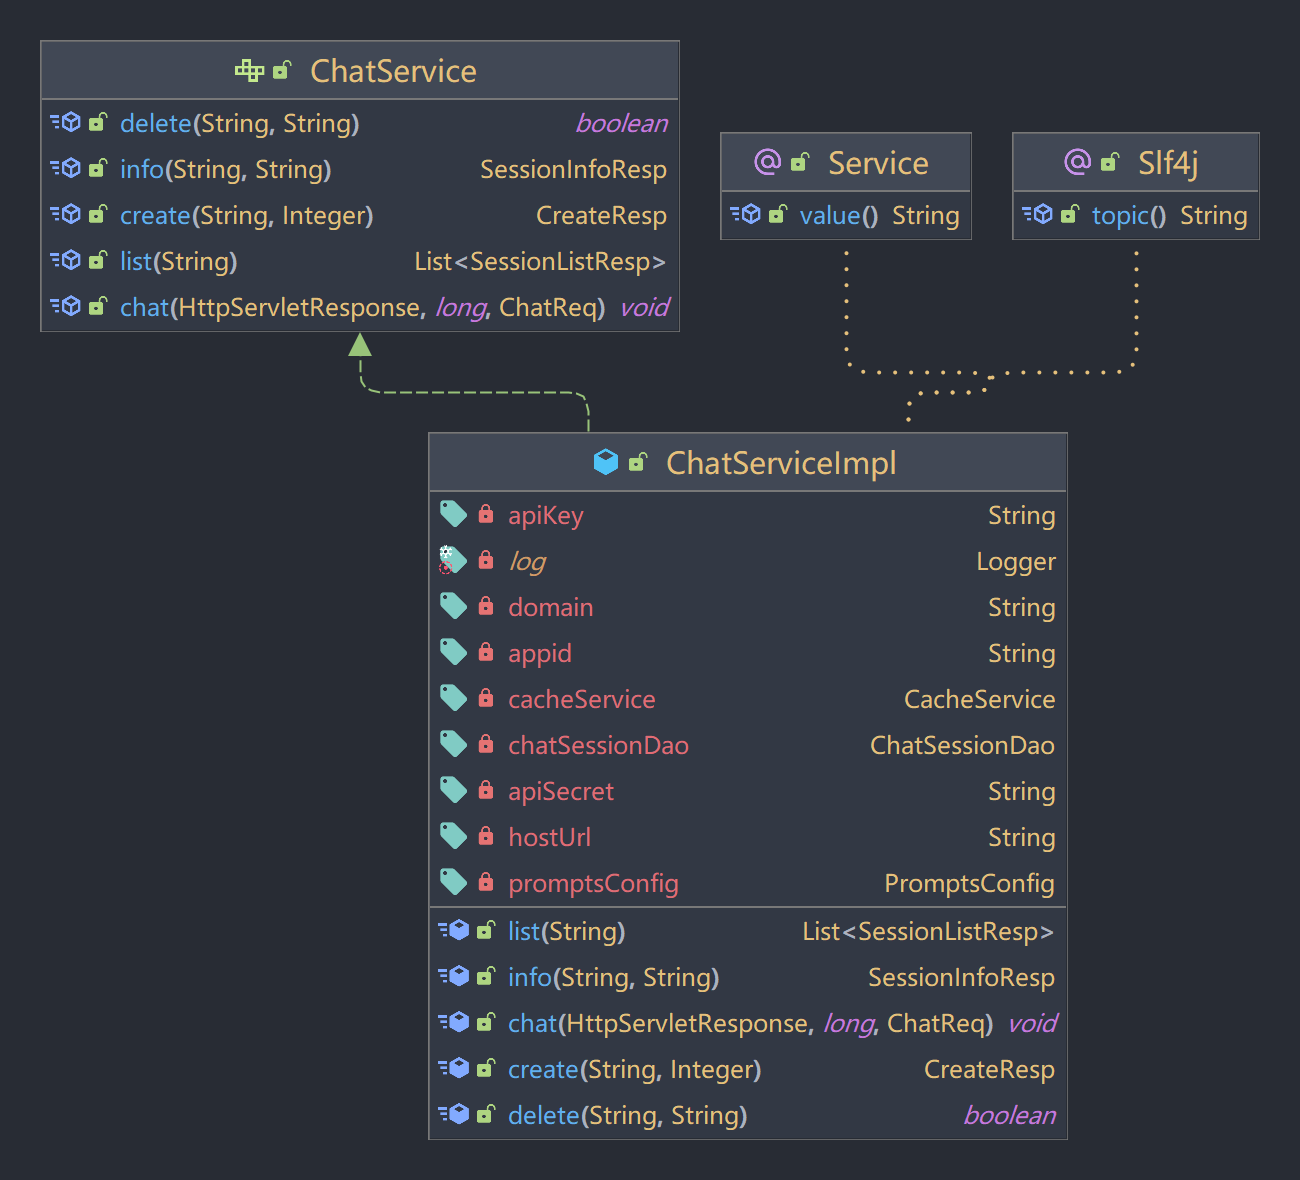 ChatService
delete(String, String) boolean
info(String, String) SessionInfoResp
create(String, Integer) CreateResp
list(String) List<SessionListResp>
chat(HttpServletResponse, long, ChatReq) void
Service
value() String
Slf4j
topic() String
ChatServiceImpl
apiKey String
log Logger
domain String
appid String
cacheService CacheService
chatSessionDao ChatSessionDao
apiSecret String
hostUrl String
promptsConfig PromptsConfig
list(String) List<SessionListResp>
info(String, String) SessionInfoResp
chat(HttpServletResponse, long, ChatReq) void
create(String, Integer) CreateResp
delete(String, String) boolean